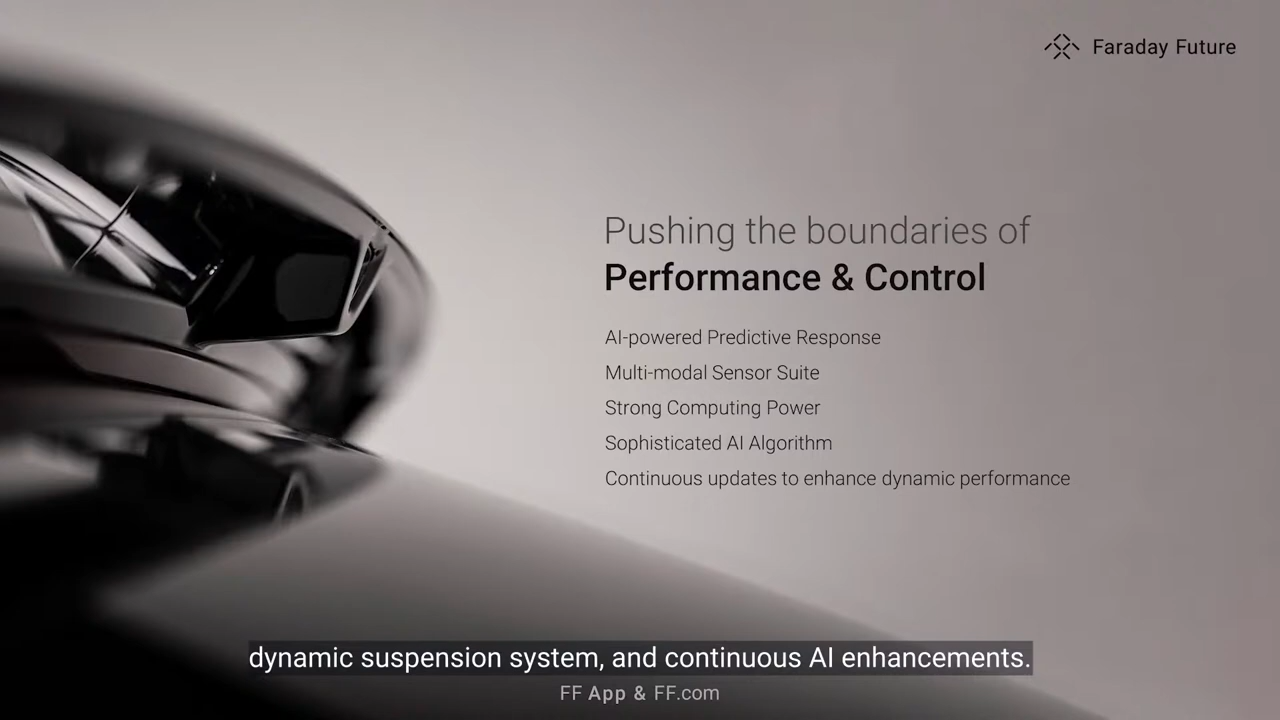 Faraday Future
Pushing the boundaries of
Performance & Control
AI-powered Predictive Response
Multi-modal Sensor Suite
Strong Computing Power
Sophisticated AI Algorithm
Continuous updates to enhance dynamic performance
dynamic suspension system, and continuous AI enhancements.
FF App & FF.com